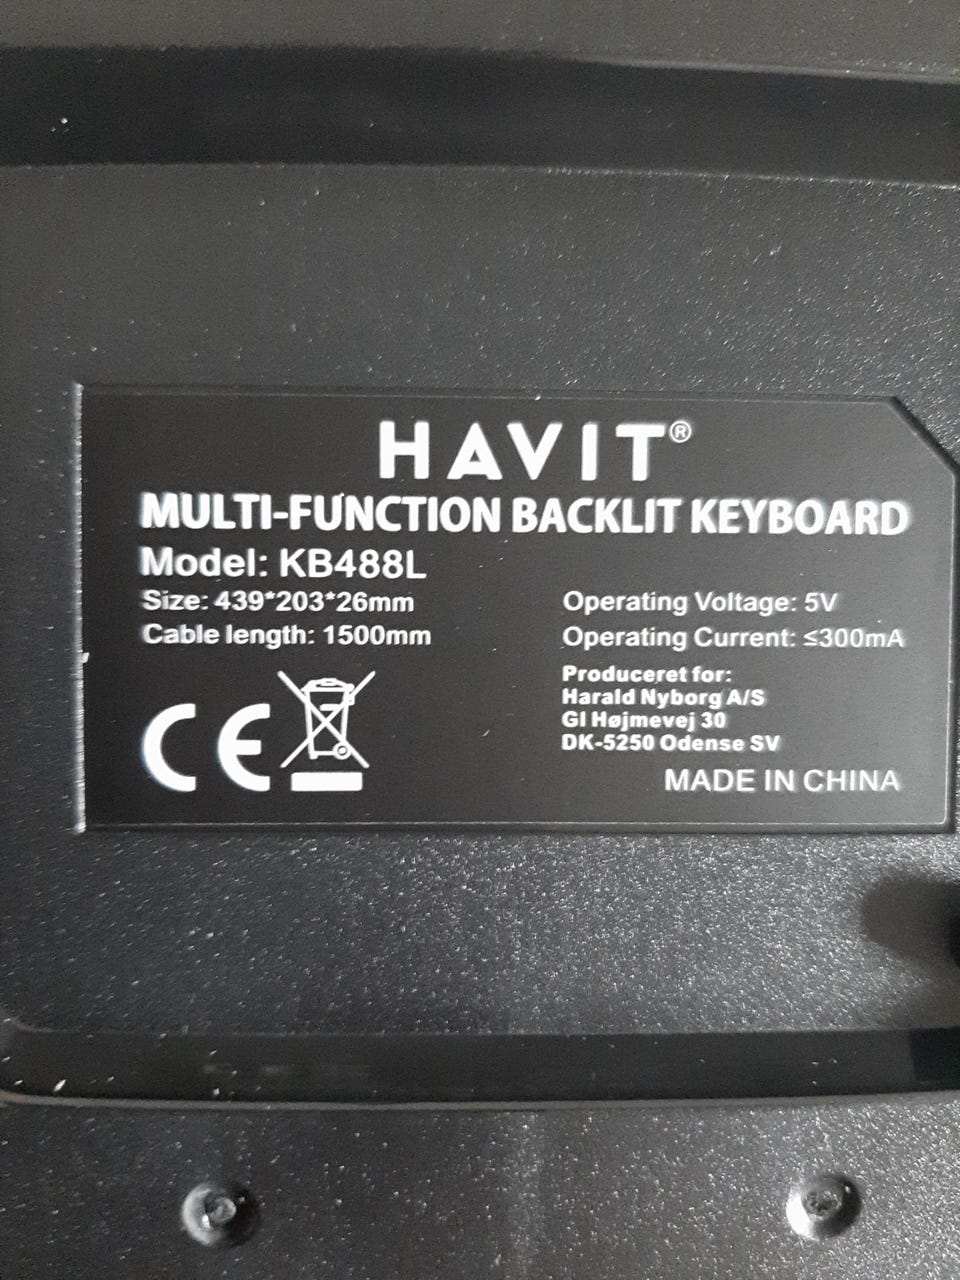 HAVIT®
MULTI-FUNCTION BACKLIT KEYBOARD
Model: KB488L
Size: 439*203*26mm
Cable length: 1500mm
Operating Voltage: 5V
Operating Current: ≤300mA
Produceret for:
Harald Nyborg A/S
Gl Højmevej 30
DK-5250 Odense SV
CE
MADE IN CHINA